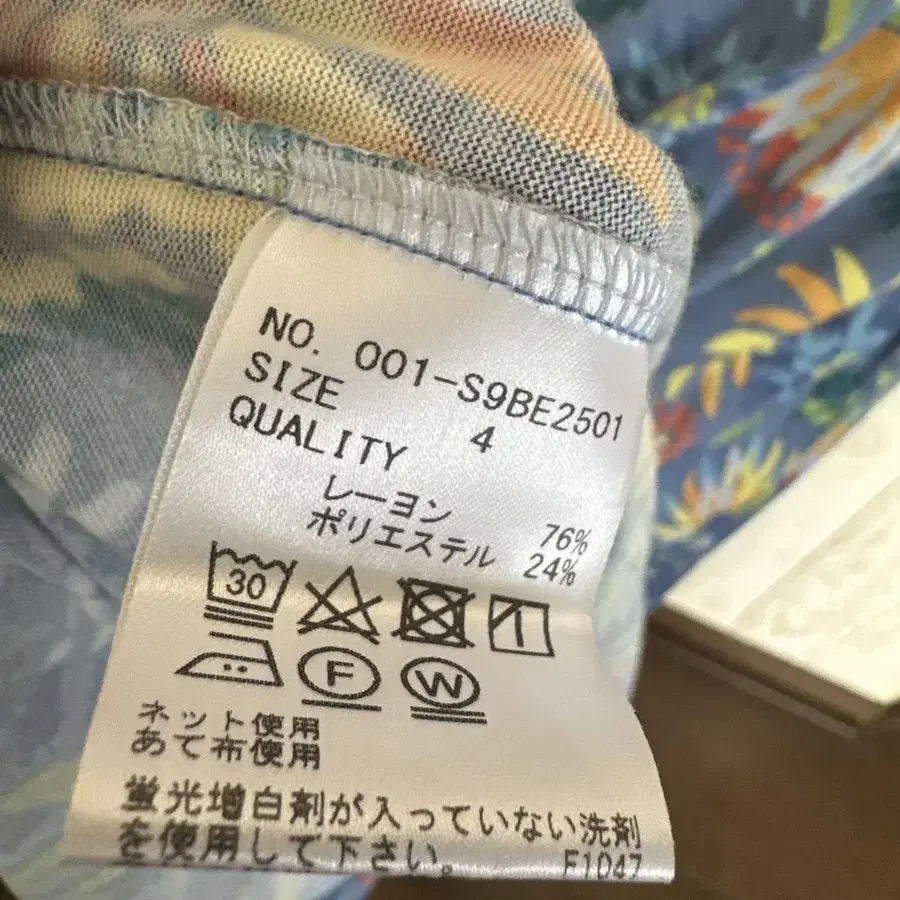 NO. 001-S9BE2501
SIZE 4
QUALITY
レーヨン 76%
ポリエステル 24%
30
F W
ネット使用
あて布使用
蛍光増白剤が入っていない洗剤
を使用して下さい。 F1047